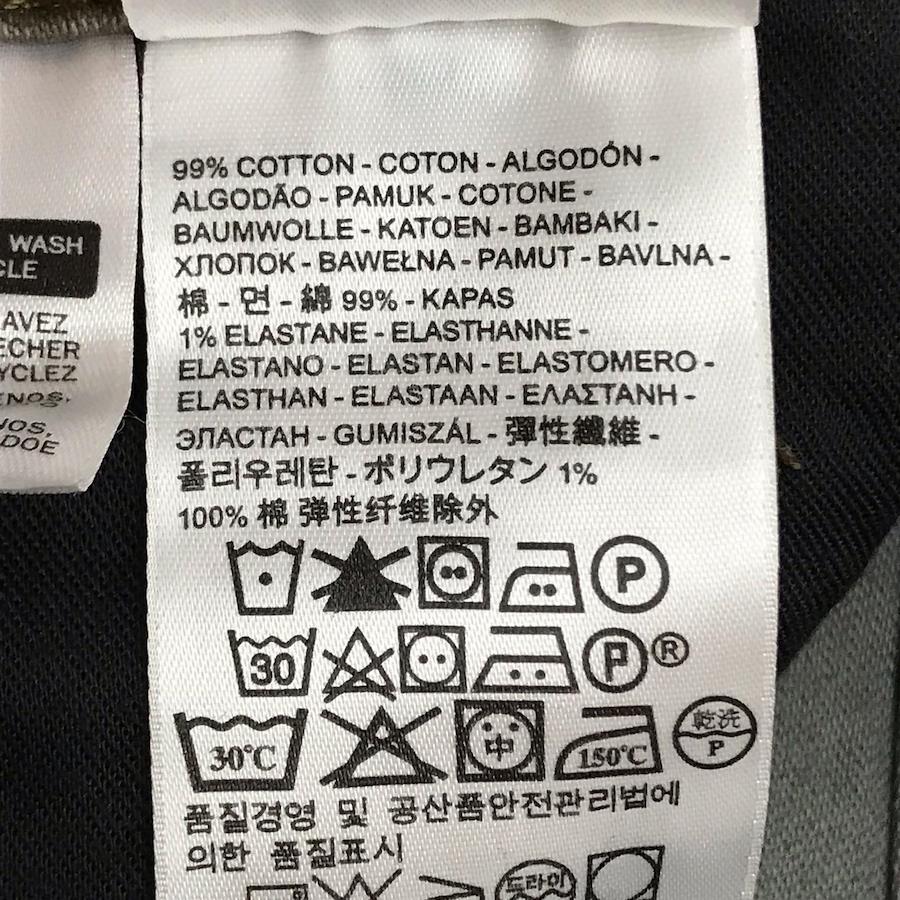 WASH
CLE
AVEZ
ECHER
YCLEZ
ENOS.
NOS,
DOE
99% COTTON - COTON - ALGODÓN -
ALGODÃO - PAMUK - COTONE -
BAUMWOLLE - KATOEN - BAMBAKI -
ХЛОПОК - BAWEŁNA - PAMUT - BAVLNA -
棉 - 면 - 綿 99% - KAPAS
1% ELASTANE - ELASTHANNE -
ELASTANO - ELASTAN - ELASTOMERO -
ELASTHAN - ELASTAAN - ΕΛΑΣΤΑΝΗ -
ЭЛАСТАН - GUMISZÁL - 彈性纖維 -
폴리우레탄 - ポリウレタン 1%
100% 棉 弹性纤维除外
P
30 P ®
30℃ 中 150℃ 乾洗 P
품질경영 및 공산품안전관리법에
의한 품질표시
드라이